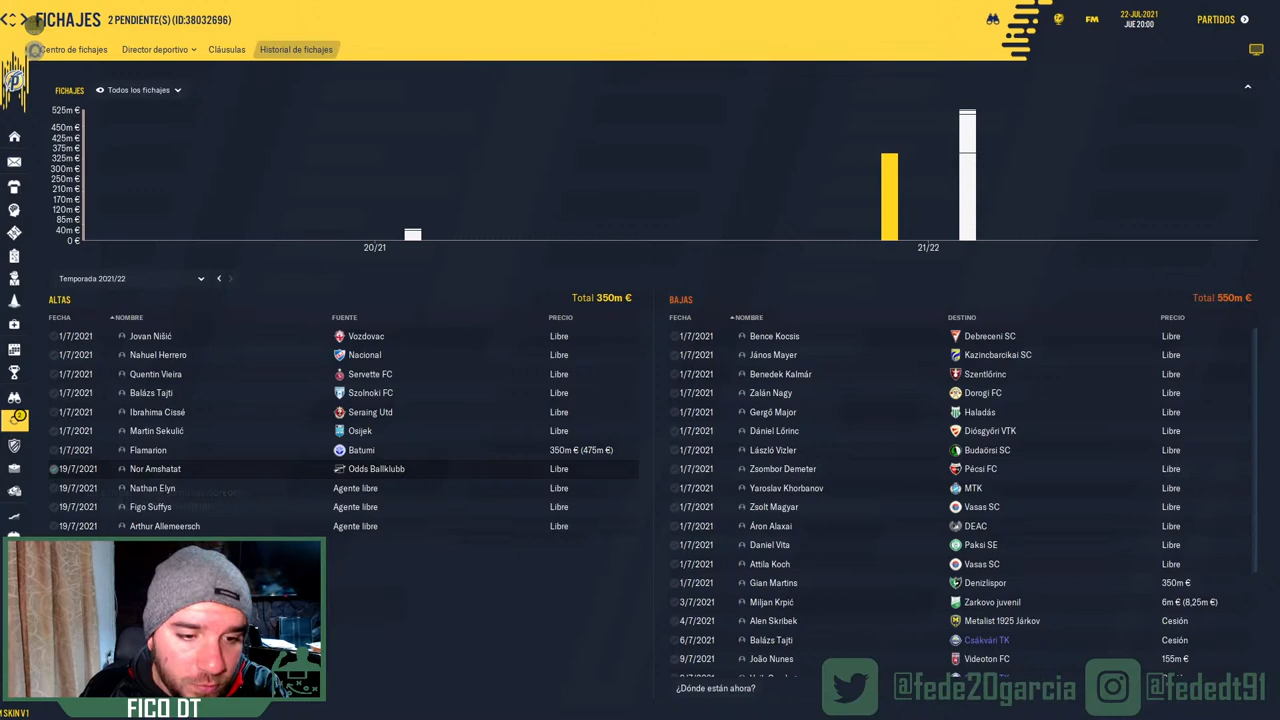 FICHAJES 2 PENDIENTE(S) (ID:38032696)
FM
22-JUL-2021
JUE 20:00
PARTIDOS
Centro de fichajes Director deportivo Cláusulas Historial de fichajes
FICHAJES Todos los fichajes
525m €
450m €
425m €
375m €
325m €
300m €
250m €
210m €
170m €
120m €
85m €
40m €
0 €
20/21 21/22
Temporada 2021/22
ALTAS Total 350m €
FECHA NOMBRE FUENTE PRECIO
1/7/2021 Jovan Nišić Vozdovac Libre
1/7/2021 Nahuel Herrero Nacional Libre
1/7/2021 Quentin Vieira Servette FC Libre
1/7/2021 Balázs Tajti Szolnoki FC Libre
1/7/2021 Ibrahima Cissé Seraing Utd Libre
1/7/2021 Martin Sekulić Osijek Libre
1/7/2021 Flamarion Batumi 350m € (475m €)
19/7/2021 Nor Amshatat Odds Ballklubb Libre
19/7/2021 Nathan Elyn Agente libre Libre
19/7/2021 Figo Suffys Agente libre Libre
19/7/2021 Arthur Allemeersch Agente libre Libre
BAJAS Total 550m €
FECHA NOMBRE DESTINO PRECIO
1/7/2021 Bence Kocsis Debreceni SC Libre
1/7/2021 János Mayer Kazincbarcikai SC Libre
1/7/2021 Benedek Kalmár Szentlőrinc Libre
1/7/2021 Zalán Nagy Dorogi FC Libre
1/7/2021 Gergő Major Haladás Libre
1/7/2021 Dániel Lőrinc Diósgyőri VTK Libre
1/7/2021 László Vizler Budaörsi SC Libre
1/7/2021 Zsombor Demeter Pécsi FC Libre
1/7/2021 Yaroslav Khorbanov MTK Libre
1/7/2021 Zsolt Magyar Vasas SC Libre
1/7/2021 Áron Alaxai DEAC Libre
1/7/2021 Daniel Vita Paksi SE Libre
1/7/2021 Attila Koch Vasas SC Libre
1/7/2021 Gian Martins Denizlispor 350m €
3/7/2021 Miljan Krpić Zarkovo juvenil 6m € (8,25m €)
4/7/2021 Alen Skribek Metalist 1925 Járkov Cesión
6/7/2021 Balázs Tajti Csákvári TK Cesión
9/7/2021 João Nunes Videoton FC 155m €
¿Dónde están ahora?
@fede20garcia @fededt91
FICO DT
M SKIN V1
2